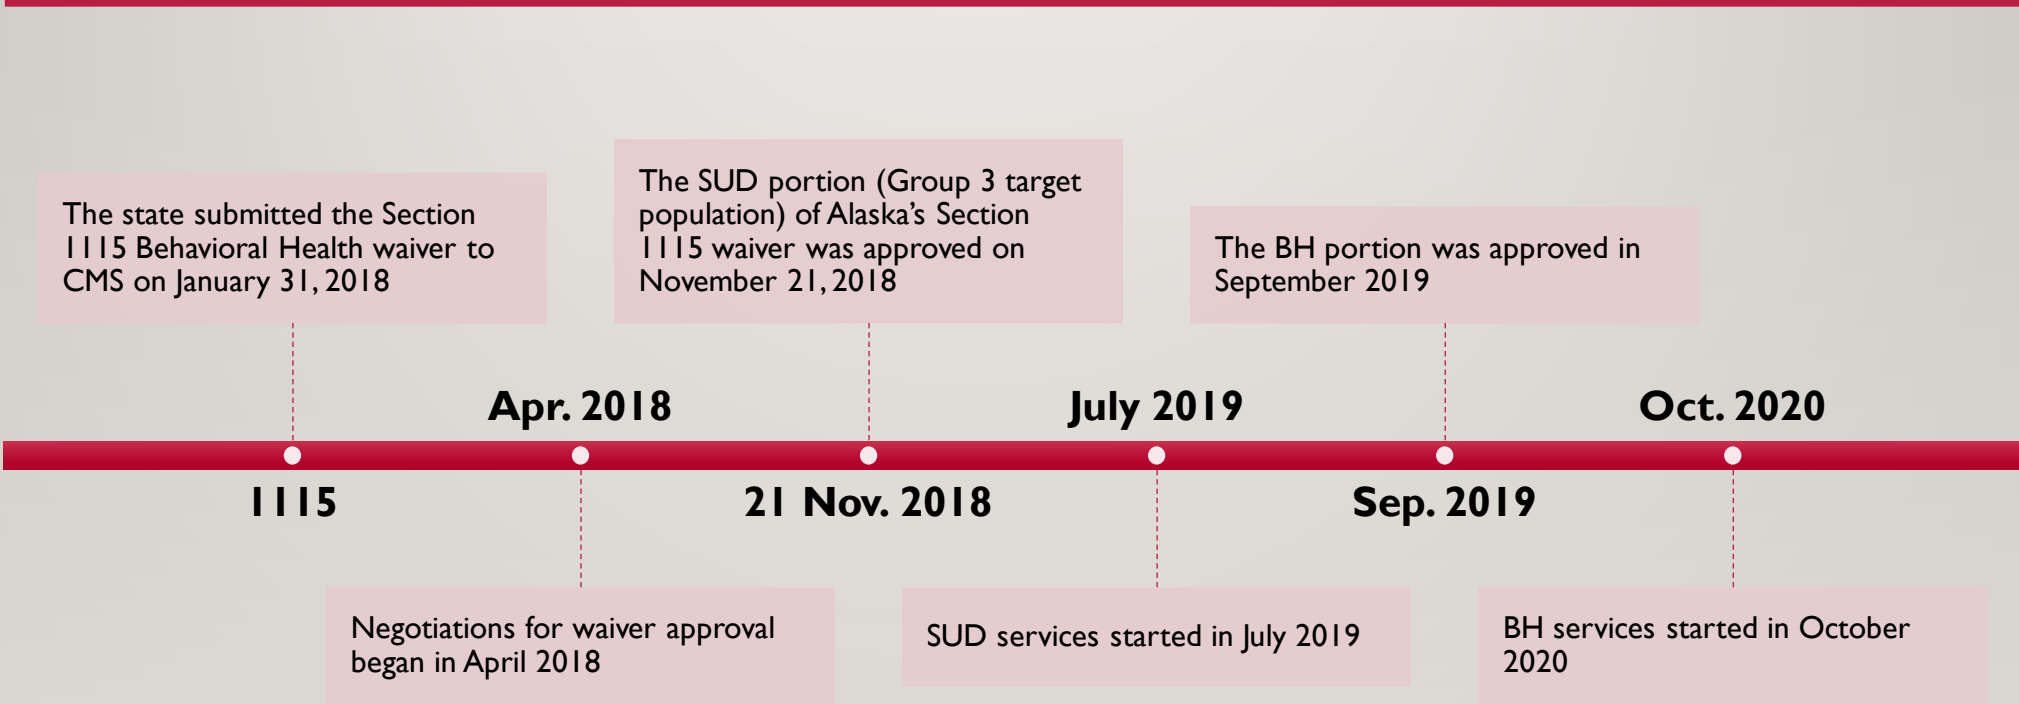 The state submitted the Section
1115 Behavioral Health waiver to
CMS on January 31, 2018
The SUD portion (Group 3 target
population) of Alaska’s Section
1115 waiver was approved on
November 21, 2018
The BH portion was approved in
September 2019
Apr. 2018
July 2019
Oct. 2020
1115
21 Nov. 2018
Sep. 2019
Negotiations for waiver approval
began in April 2018
SUD services started in July 2019
BH services started in October
2020